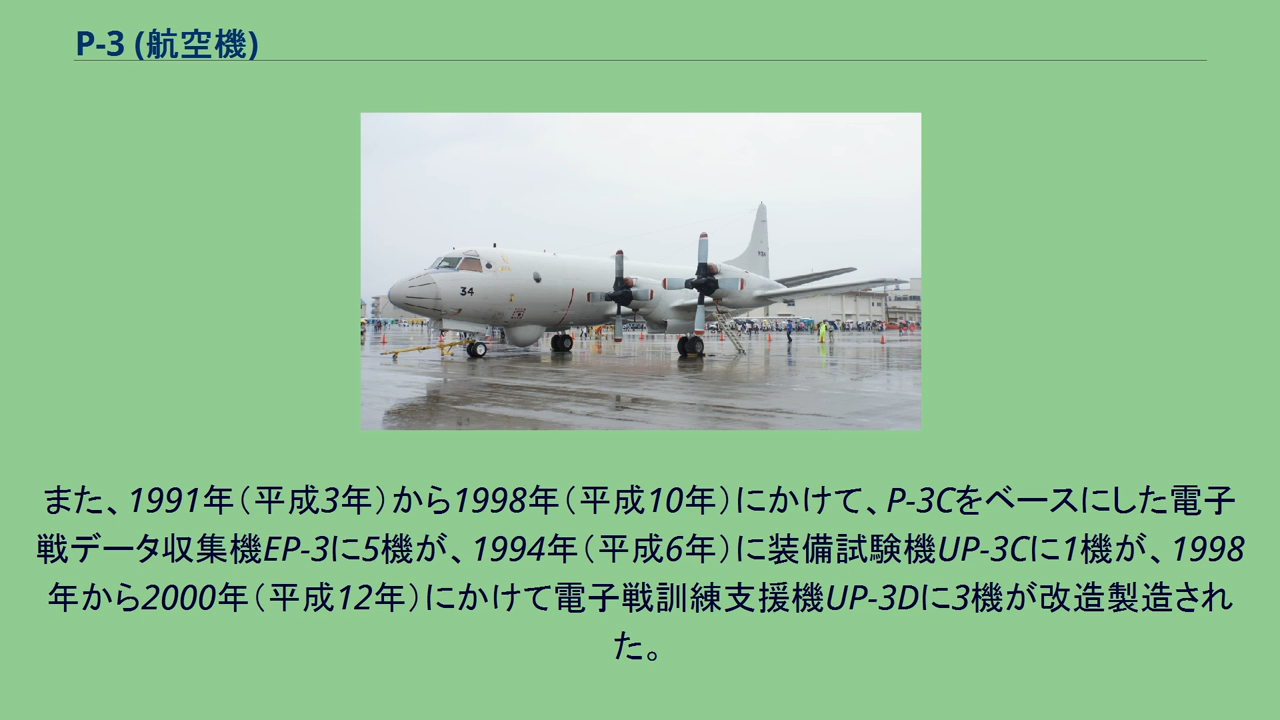 P-3 (航空機)
34
また、1991年（平成3年）から1998年（平成10年）にかけて、P-3Cをベースにした電子
戦データ収集機EP-3に5機が、1994年（平成6年）に装備試験機UP-3Cに1機が、1998
年から2000年（平成12年）にかけて電子戦訓練支援機UP-3Dに3機が改造製造され
た。